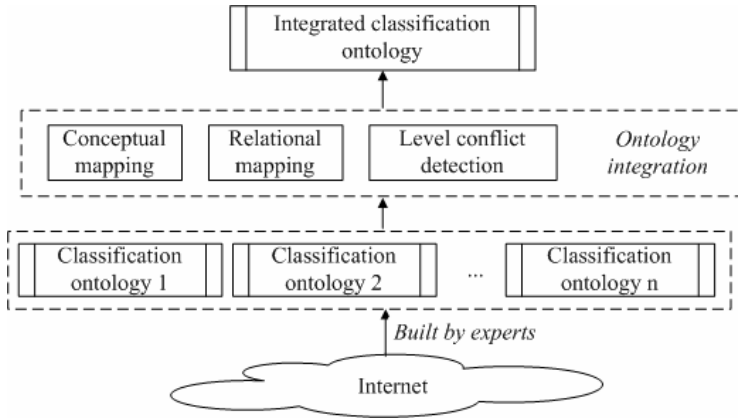 Integrated classification
ontology
Conceptual
mapping
Relational
mapping
Level conflict
detection
Ontology
integration
Classification
ontology 1
Classification
ontology 2
...
Classification
ontology n
Built by experts
Internet